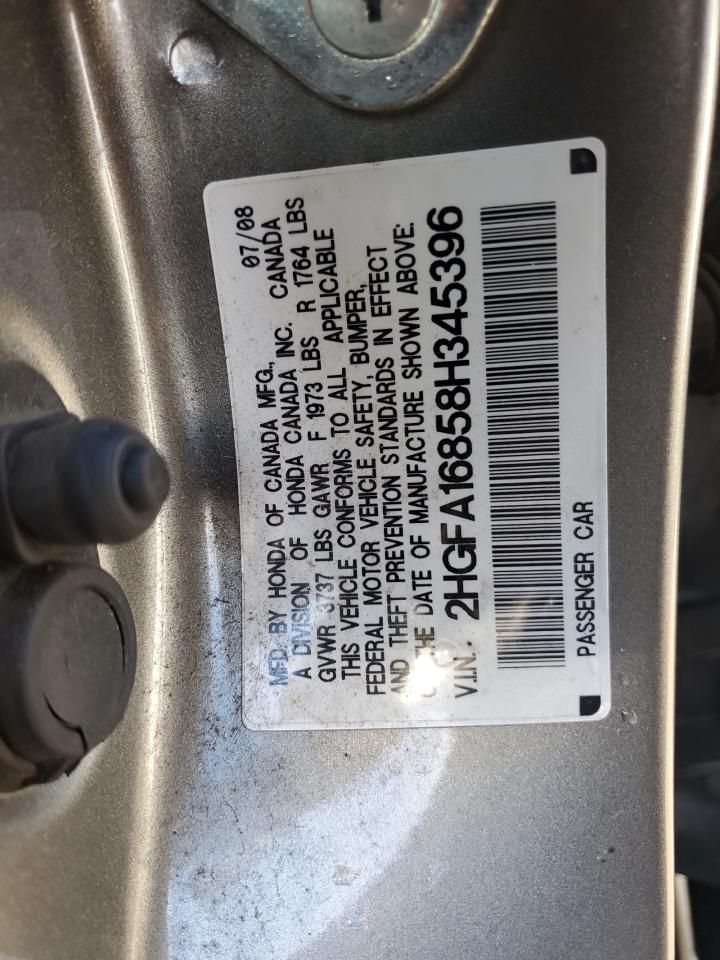 07/08
MFD. BY HONDA OF CANADA MFG.,
A DIVISION OF HONDA CANADA INC. CANADA
GVWR 3737 LBS GAWR F 1973 LBS R 1764 LBS
THIS VEHICLE CONFORMS TO ALL APPLICABLE
FEDERAL MOTOR VEHICLE SAFETY, BUMPER,
AND THEFT PREVENTION STANDARDS IN EFFECT
THE DATE OF MANUFACTURE SHOWN ABOVE:
V.I.N.: 2HGFA16858H345396
PASSENGER CAR